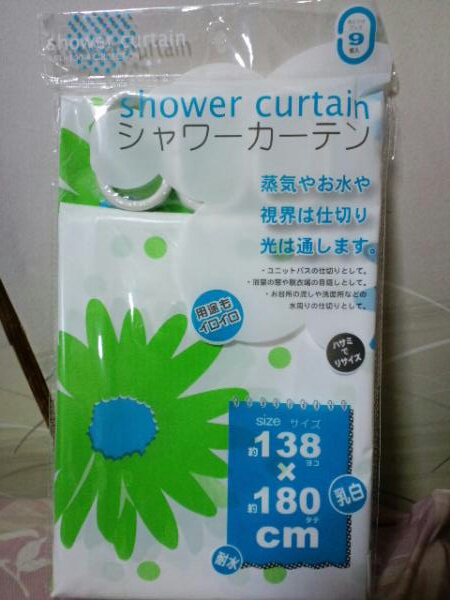 shower curtain
9
shower curtain
シャワーカーテン
蒸気やお水や
視界は仕切り
光は通します。
・ユニットバスの仕切りとして。
・浴室の窓や脱衣場の目隠しとして。
・お台所の流しや洗面所などの
水周りの仕切りとして。
用途も
イロイロ
ハサミで
リサイズ
size サイズ
約138
ヨコ
×
約180
タテ
cm
乳白
耐水